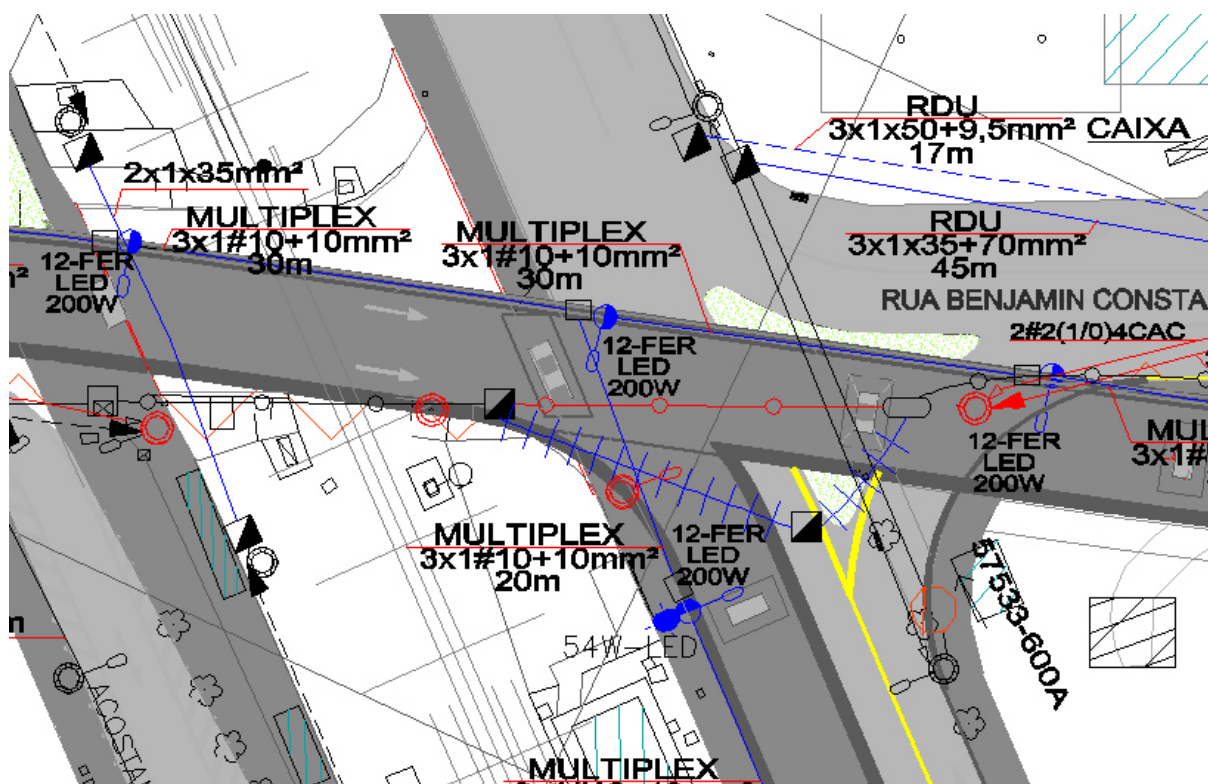 RDU
3x1x50+9,5mm²
17m
CAIXA
2x1x35mm²
MULTIPLEX
3x1#10+10mm²
30m
MULTIPLEX
3x1#10+10mm²
30m
RDU
3x1x35+70mm²
45m
12-FER
LED
200W
RUA BENJAMIN CONSTA
2#2(1/0)4CAC
12-FER
LED
200W
12-FER
LED
200W
MUL
3x1#
MULTIPLEX
3x1#10+10mm²
20m
12-FER
LED
200W
57533-600A
54W-LED
ACOSTA
MULTIPLEX